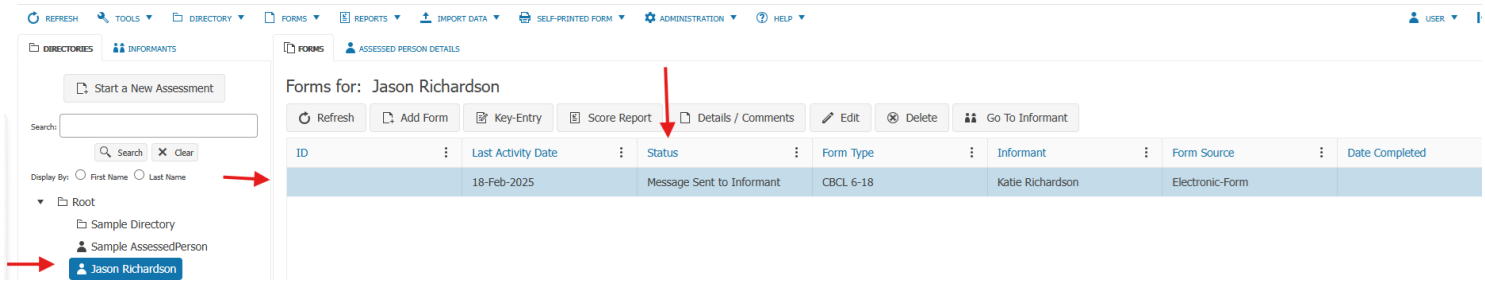 REFRESH TOOLS DIRECTORY FORMS REPORTS IMPORT DATA SELF-PRINTED FORM ADMINISTRATION HELP USER
DIRECTORIES INFORMANTS
FORMS ASSESSED PERSON DETAILS
Start a New Assessment
Search:
Search Clear
Display By: First Name Last Name
Root
Sample Directory
Sample AssessedPerson
Jason Richardson
Forms for: Jason Richardson
Refresh Add Form Key-Entry Score Report Details / Comments Edit Delete Go To Informant
ID Last Activity Date Status Form Type Informant Form Source Date Completed
18-Feb-2025 Message Sent to Informant CBCL 6-18 Katie Richardson Electronic-Form